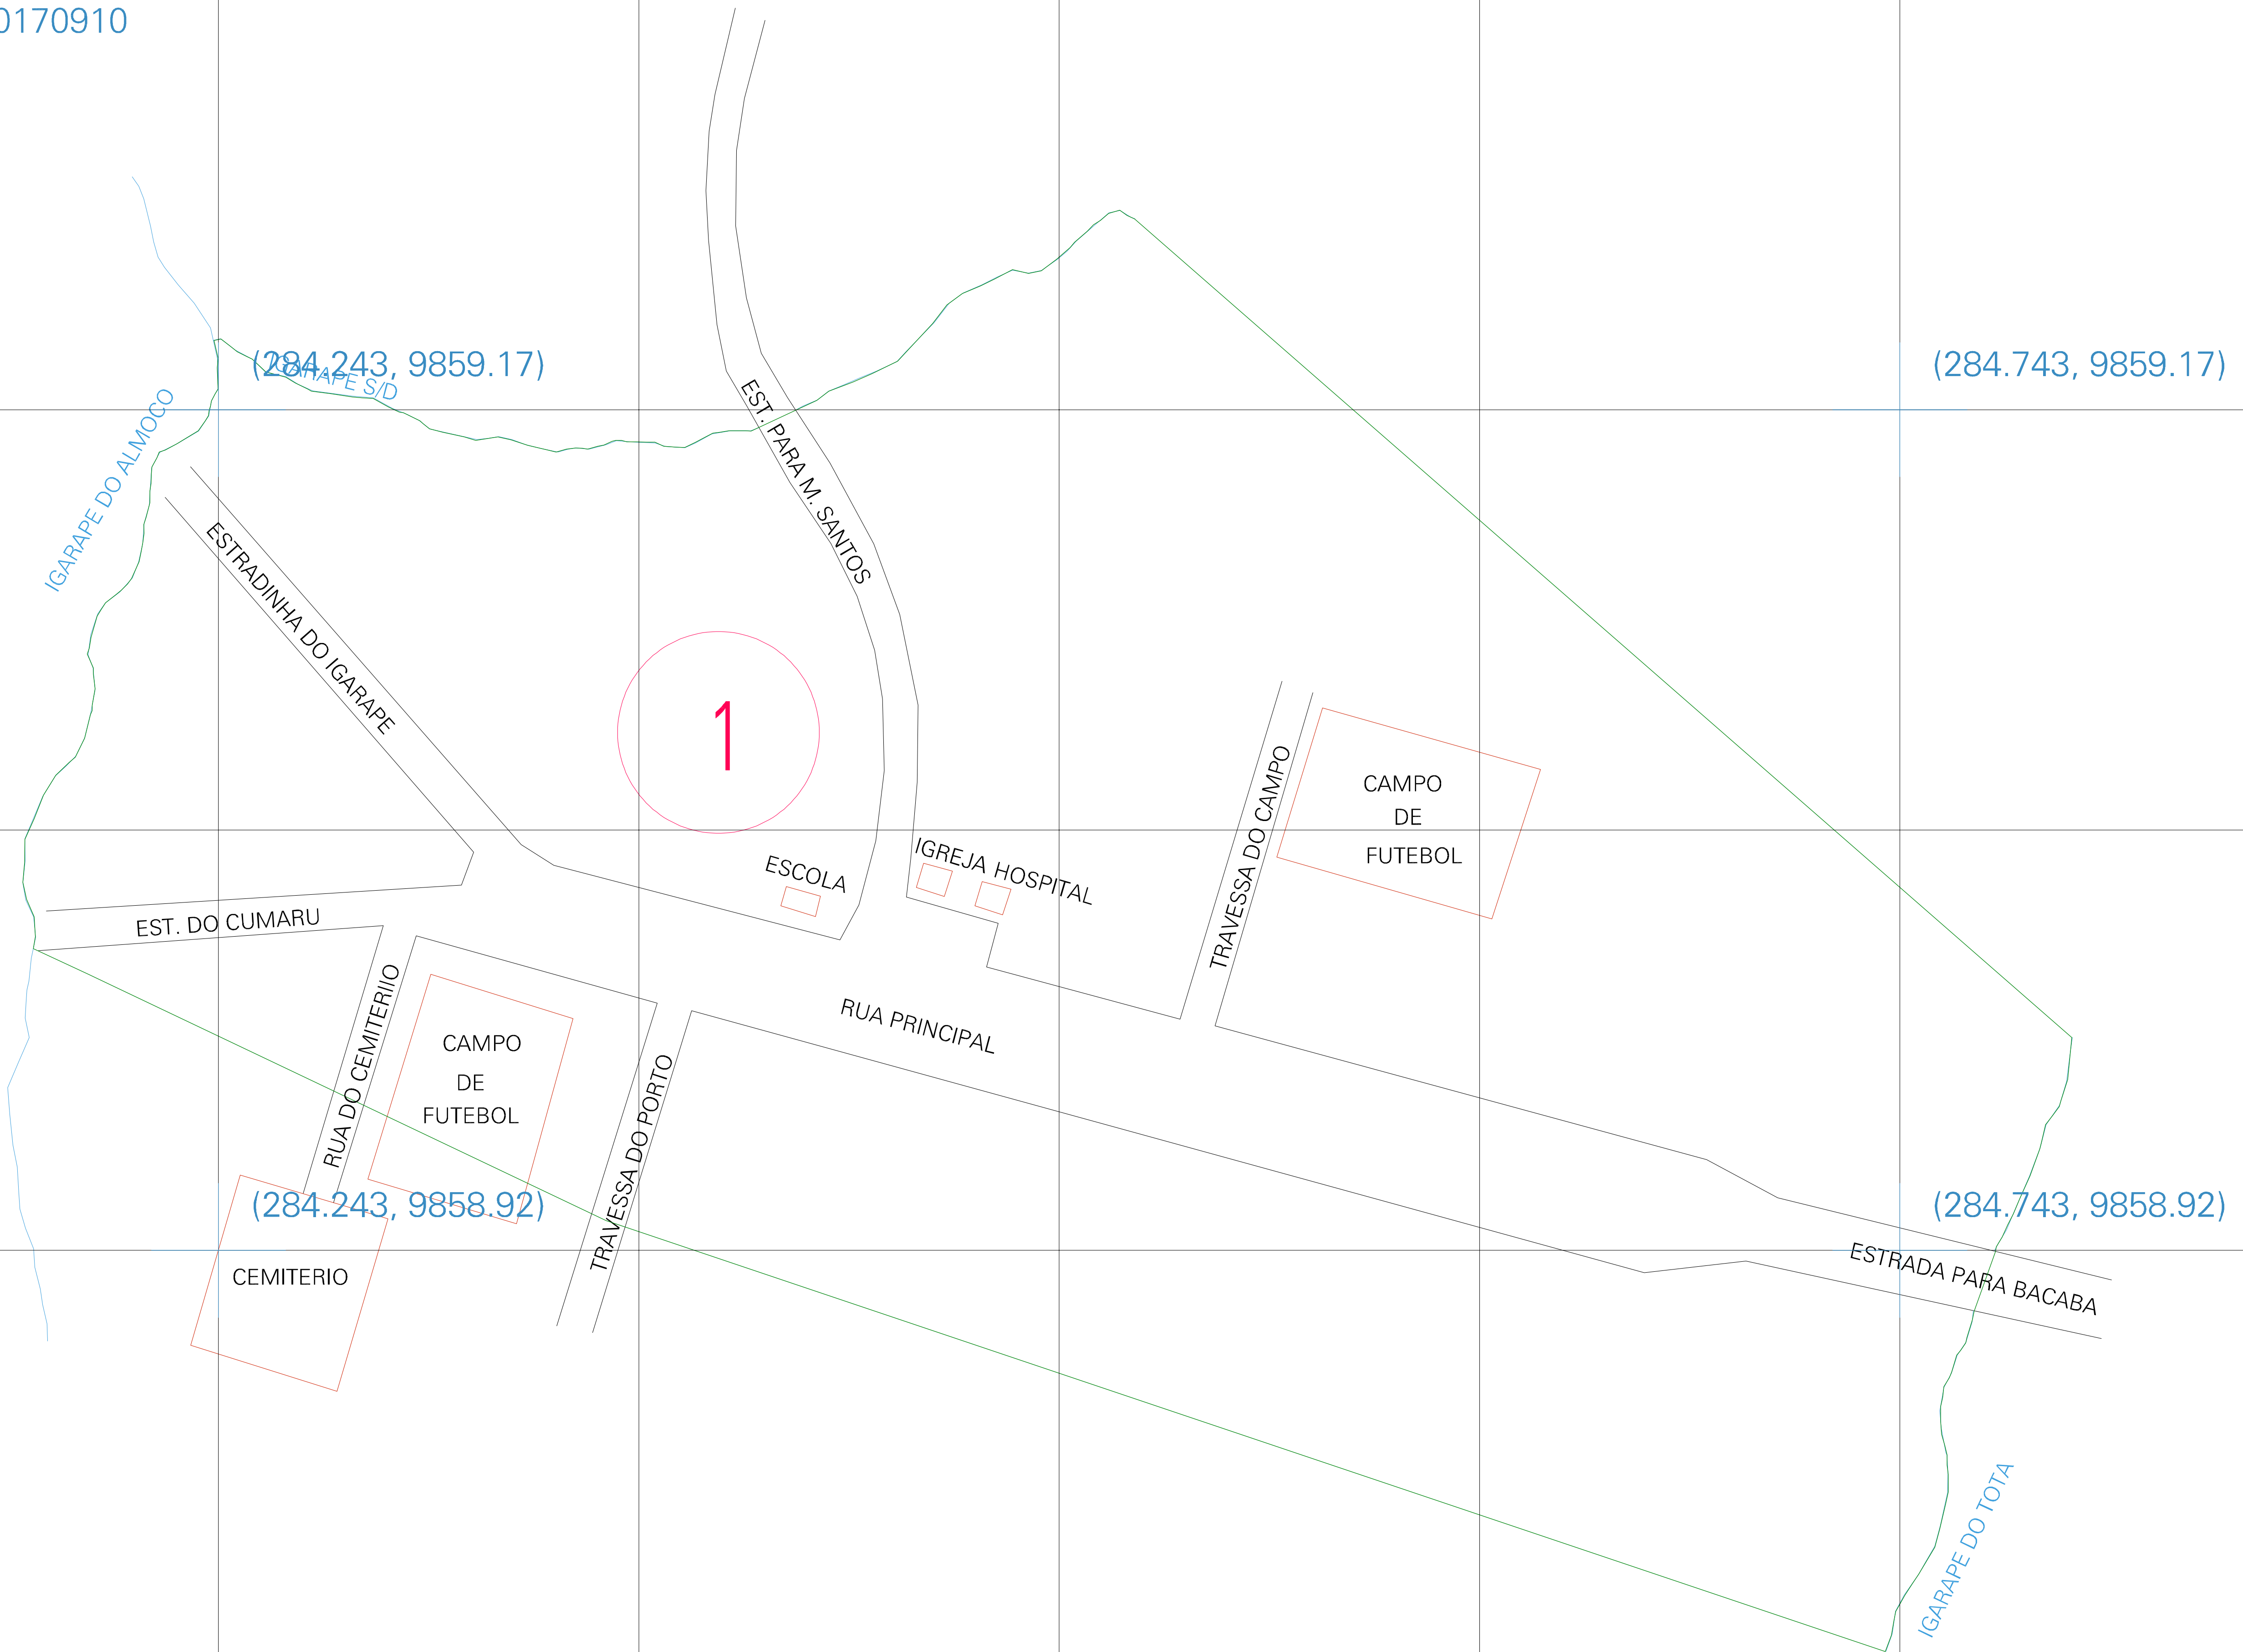 0170910
(284.243, 9859.17)
(284.743, 9859.17)
IGARAPE S/D
IGARAPE DO ALMOCO
EST. PARA M. SANTOS
ESTRADINHA DO IGARAPE
1
TRAVESSA DO CAMPO
CAMPO
DE
FUTEBOL
ESCOLA
IGREJA HOSPITAL
EST. DO CUMARU
RUA DO CEMITERIIO
CAMPO
DE
FUTEBOL
RUA PRINCIPAL
TRAVESSA DO PORTO
(284.243, 9858.92)
(284.743, 9858.92)
CEMITERIO
ESTRADA PARA BACABA
IGARAPE DO TOTA